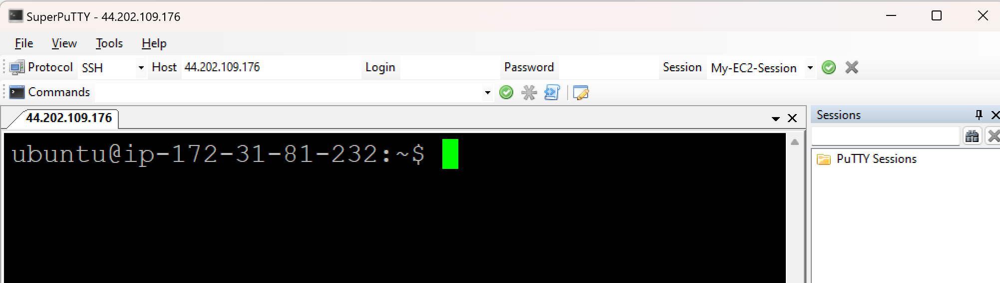 SuperPuTTY - 44.202.109.176
File View Tools Help
Protocol SSH Host 44.202.109.176 Login Password Session My-EC2-Session
Commands
44.202.109.176
Sessions
ubuntu@ip-172-31-81-232:~$
PuTTY Sessions